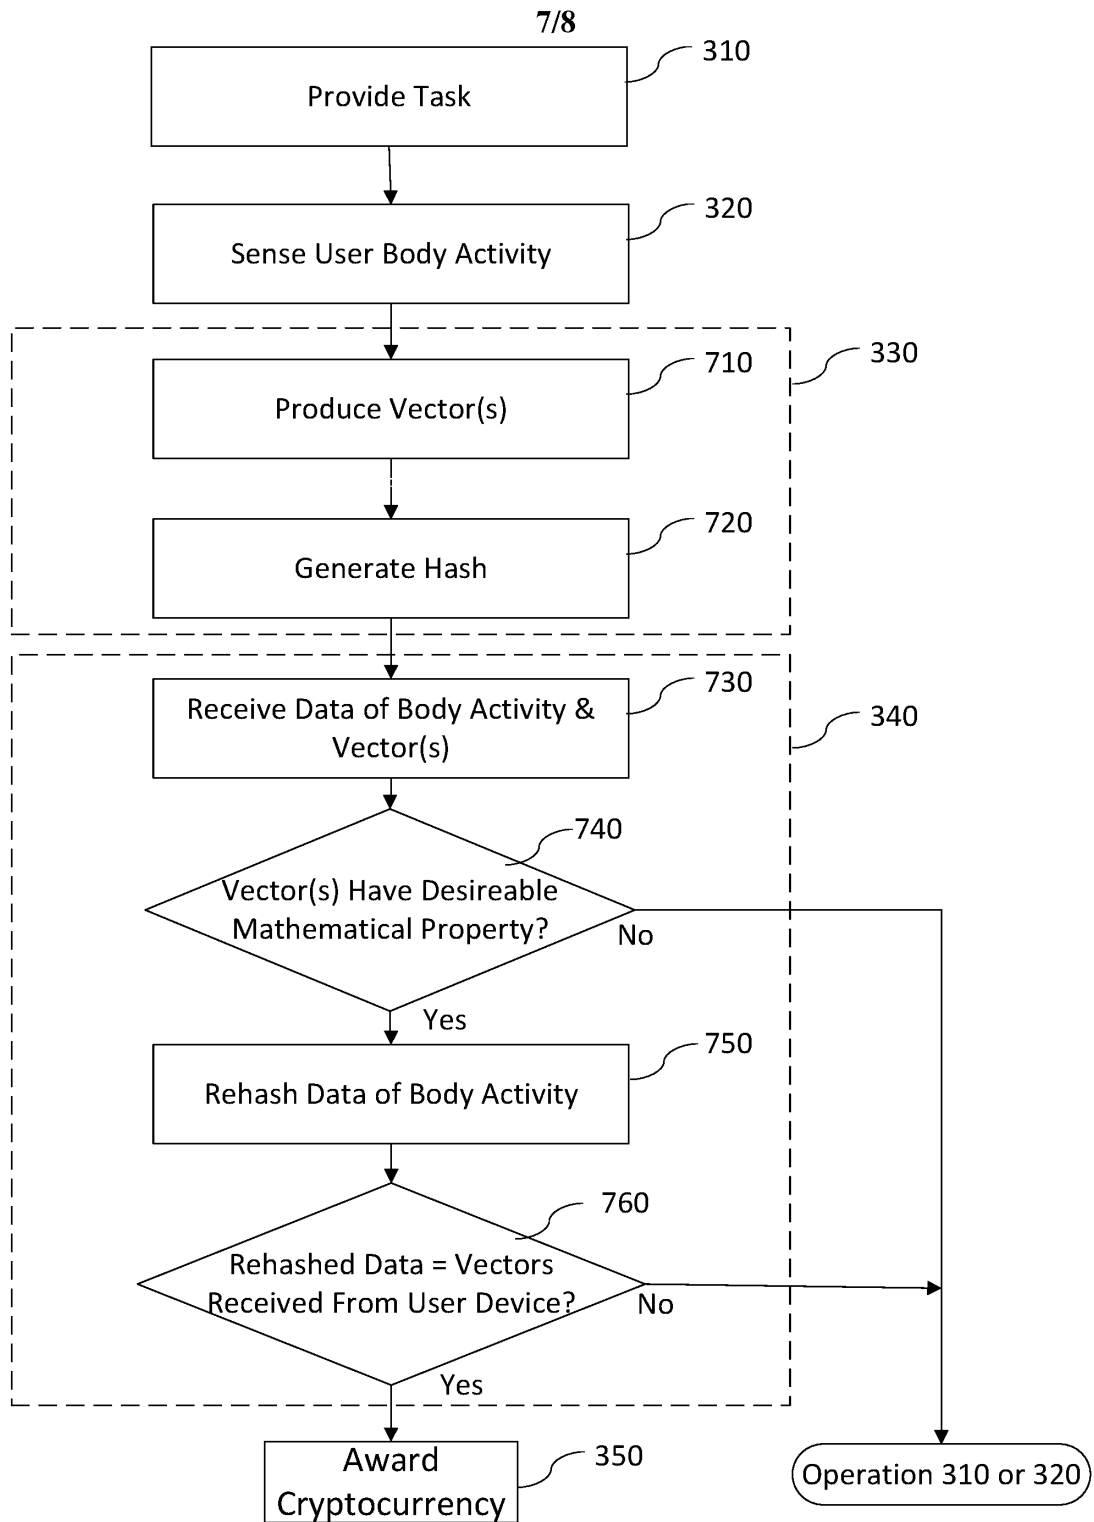 7/8
310
Provide Task
320
Sense User Body Activity
330
710
Produce Vector(s)
720
Generate Hash
730
Receive Data of Body Activity &
Vector(s)
340
740
Vector(s) Have Desireable
Mathematical Property?
No
Yes
750
Rehash Data of Body Activity
760
Rehashed Data = Vectors
Received From User Device?
No
Yes
350
Award
Cryptocurrency
Operation 310 or 320